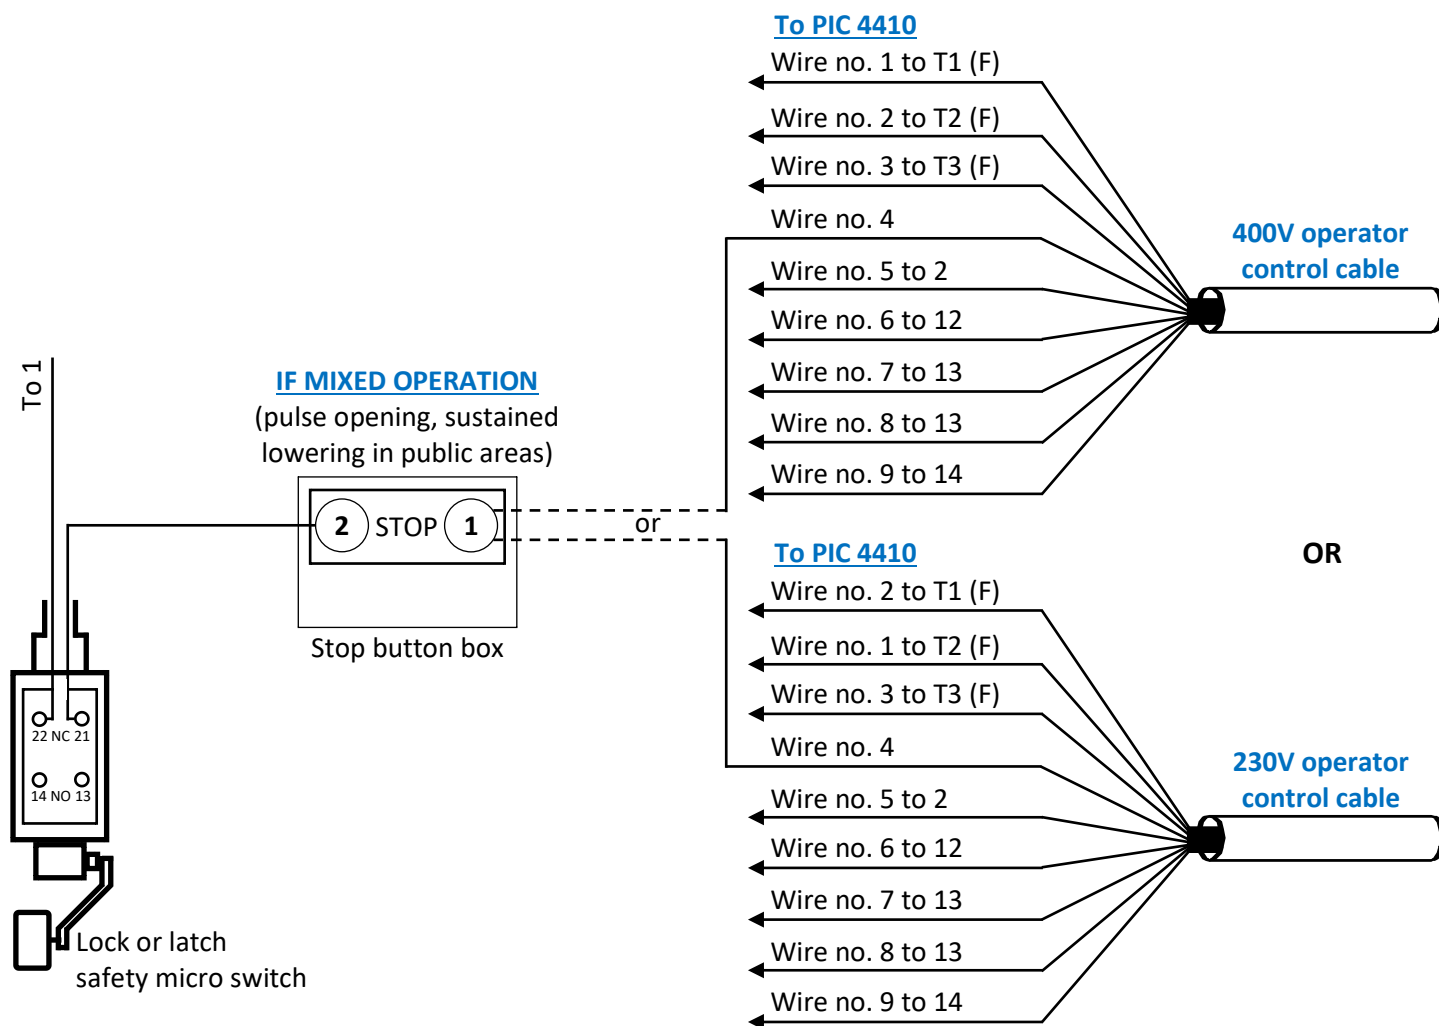 To PIC 4410
Wire no. 1 to T1 (F)
Wire no. 2 to T2 (F)
Wire no. 3 to T3 (F)
Wire no. 4
Wire no. 5 to 2
Wire no. 6 to 12
Wire no. 7 to 13
Wire no. 8 to 13
Wire no. 9 to 14
400V operator
control cable
To 1
IF MIXED OPERATION
(pulse opening, sustained
lowering in public areas)
2 STOP 1
or
Stop button box
OR
To PIC 4410
Wire no. 2 to T1 (F)
Wire no. 1 to T2 (F)
Wire no. 3 to T3 (F)
Wire no. 4
Wire no. 5 to 2
Wire no. 6 to 12
Wire no. 7 to 13
Wire no. 8 to 13
Wire no. 9 to 14
230V operator
control cable
22 NC 21
14 NO 13
Lock or latch
safety micro switch